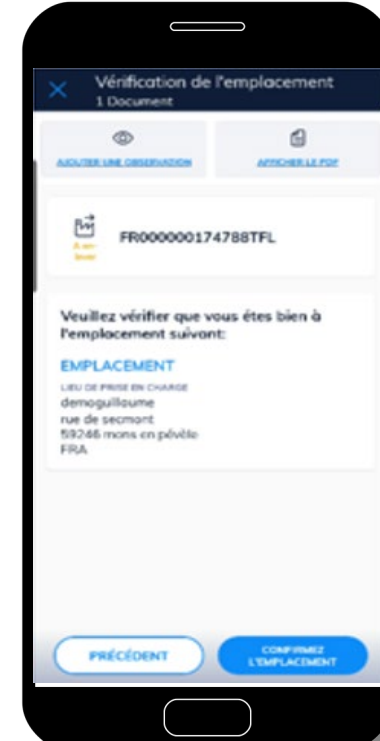 Vérification de l'emplacement
1 Document
AJOUTER UNE OBSERVATION
AFFICHER LE PDF
À en-
lever
FR000000174788TFL
Veuillez vérifier que vous êtes bien à
l'emplacement suivant:
EMPLACEMENT
LIEU DE PRISE EN CHARGE
demoguillaume
rue de secmont
59246 mons en pévèle
FRA
PRÉCÉDENT
CONFIRMEZ
L'EMPLACEMENT